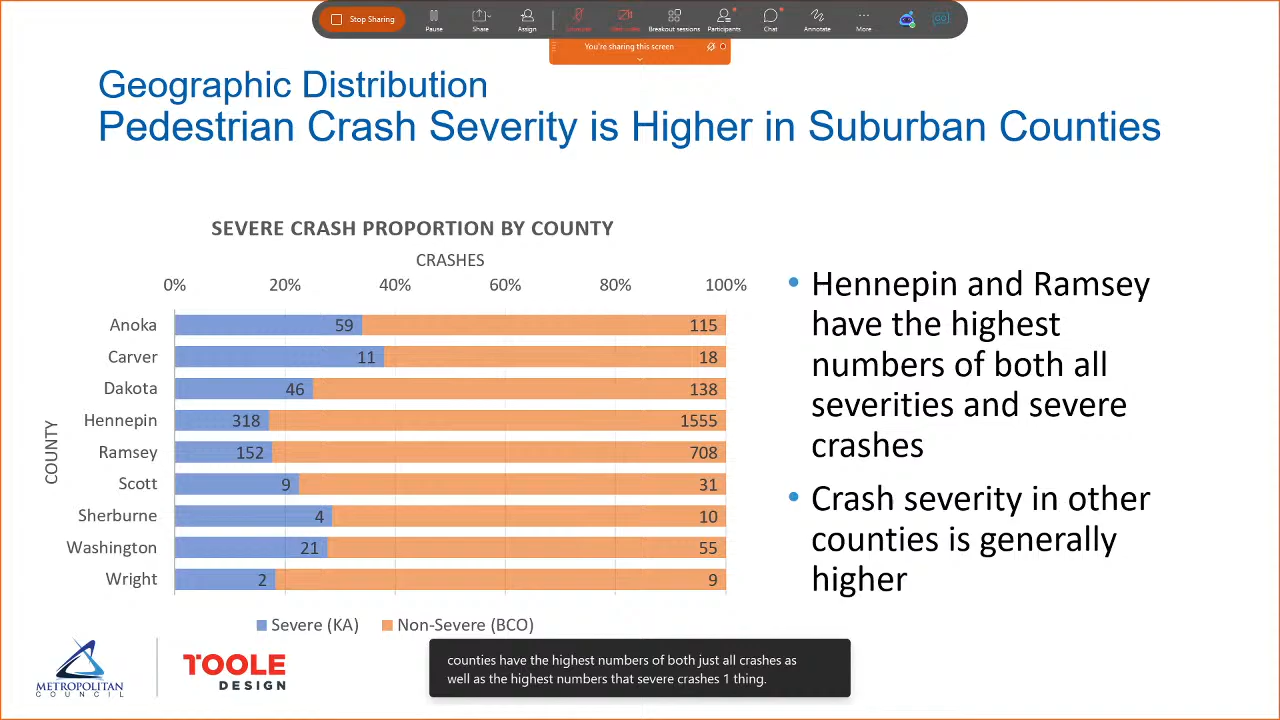 Stop Sharing
Pause
Share
Assign
Breakout sessions
Participants
Chat
Annotate
More
You're sharing this screen
Geographic Distribution
Pedestrian Crash Severity is Higher in Suburban Counties
SEVERE CRASH PROPORTION BY COUNTY
CRASHES
0% 20% 40% 60% 80% 100%
COUNTY
Anoka 59 115
Carver 11 18
Dakota 46 138
Hennepin 318 1555
Ramsey 152 708
Scott 9 31
Sherburne 4 10
Washington 21 55
Wright 2 9
Severe (KA) Non-Severe (BCO)
• Hennepin and Ramsey
have the highest
numbers of both all
severities and severe
crashes
• Crash severity in other
counties is generally
higher
METROPOLITAN
COUNCIL
TOOLE
DESIGN
counties have the highest numbers of both just all crashes as
well as the highest numbers that severe crashes 1 thing.